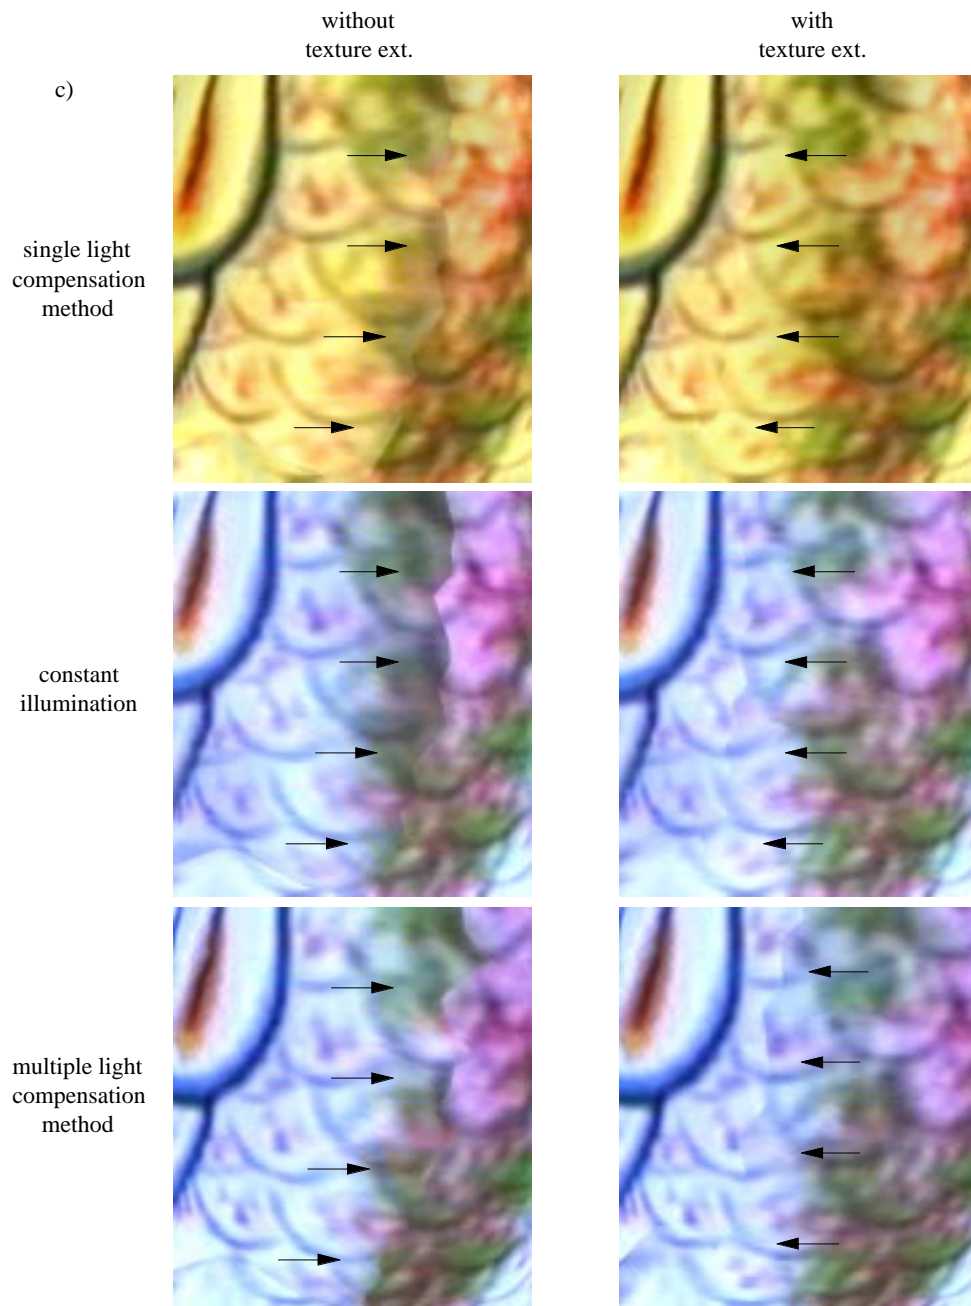 without
texture ext.
with
texture ext.
c)
single light
compensation
method
constant
illumination
multiple light
compensation
method